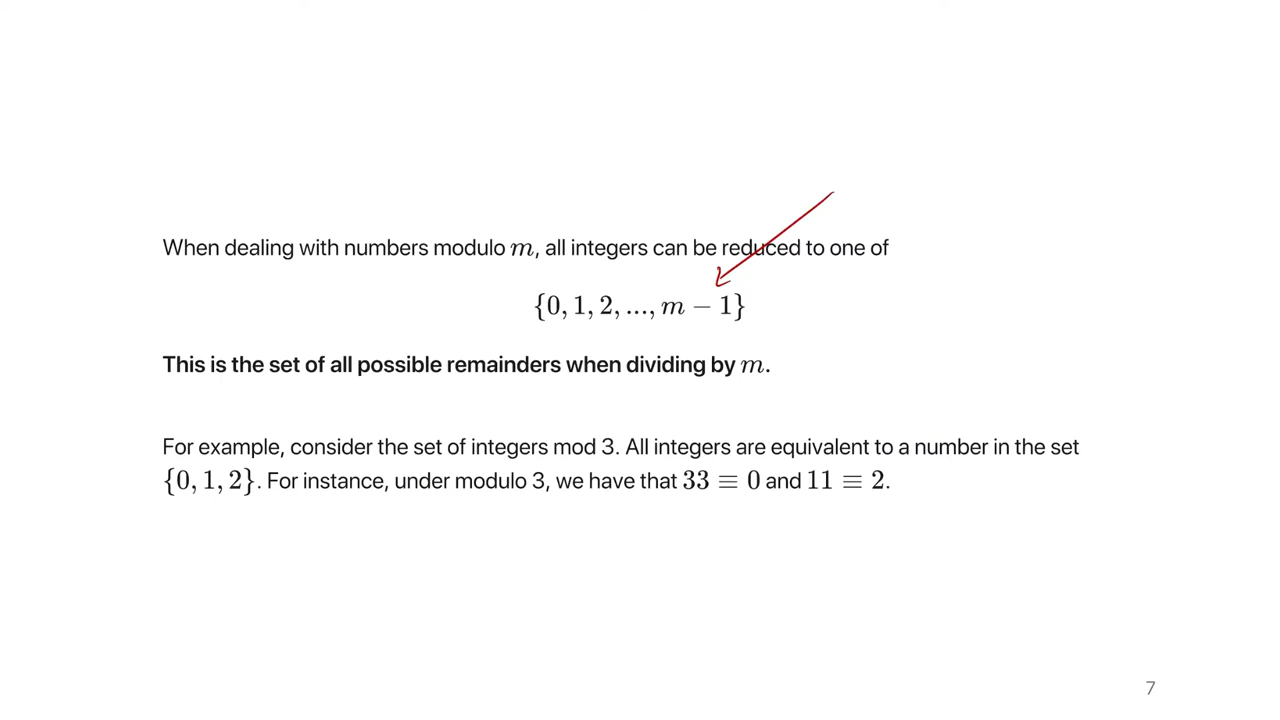 When dealing with numbers modulo m, all integers can be reduced to one of
{0, 1, 2, ..., m − 1}
This is the set of all possible remainders when dividing by m.
For example, consider the set of integers mod 3. All integers are equivalent to a number in the set
{0, 1, 2}. For instance, under modulo 3, we have that 33 ≡ 0 and 11 ≡ 2.
7